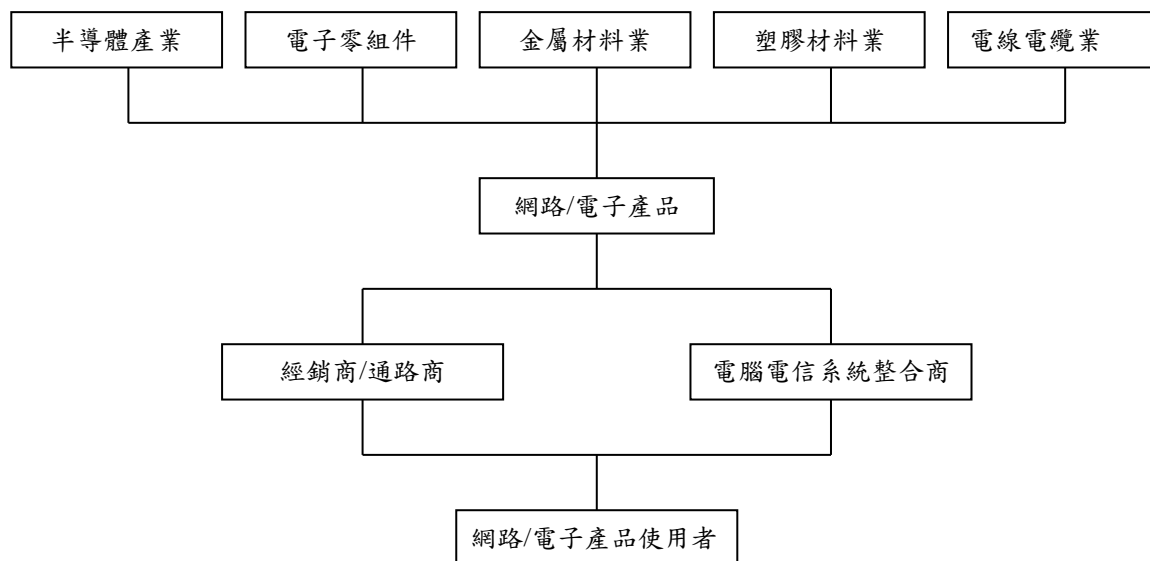 半導體產業
電子零組件
金屬材料業
塑膠材料業
電線電纜業
網路/電子產品
經銷商/通路商
電腦電信系統整合商
網路/電子產品使用者